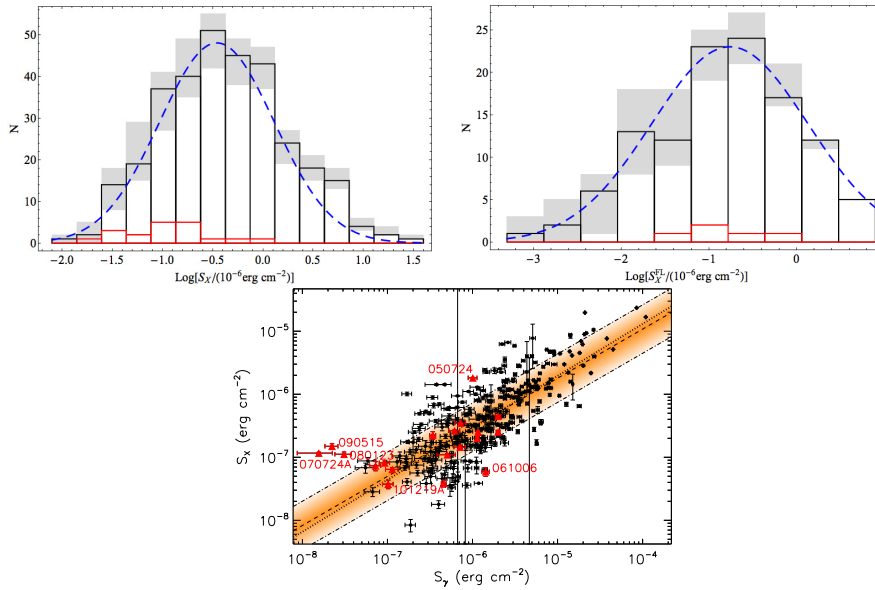 50
40
30
20
10
0
N
-2.0 -1.5 -1.0 -0.5 0.0 0.5 1.0 1.5
Log[S_X/(10^-6 erg cm^-2)]
25
20
15
10
5
0
N
-3 -2 -1 0
Log[S_X^FL/(10^-6 erg cm^-2)]
10^-5
10^-6
10^-7
10^-8
S_X (erg cm^-2)
050724
090515
080123
070724A
061006
101219A
10^-8 10^-7 10^-6 10^-5 10^-4
S_γ (erg cm^-2)